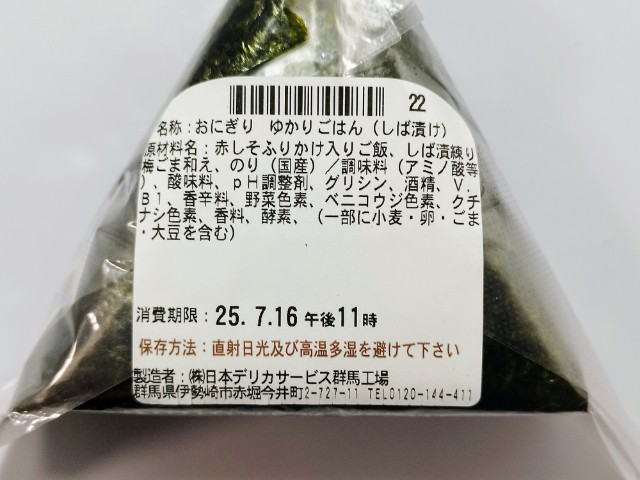 22
名称：おにぎり　ゆかりごはん（しば漬け）
原材料名：赤しそふりかけ入りご飯、しば漬練り
梅ごま和え、のり（国産）／調味料（アミノ酸等
）、酸味料、ｐＨ調整剤、グリシン、酒精、Ｖ．
Ｂ１、香辛料、野菜色素、ベニコウジ色素、クチ
ナシ色素、香料、酵素、（一部に小麦・卵・ごま
・大豆を含む）
消費期限：25. 7.16 午後11時
保存方法：直射日光及び高温多湿を避けて下さい
製造者：㈱日本デリカサービス群馬工場
群馬県伊勢崎市赤堀今井町2-727-11 TEL0120-144-411